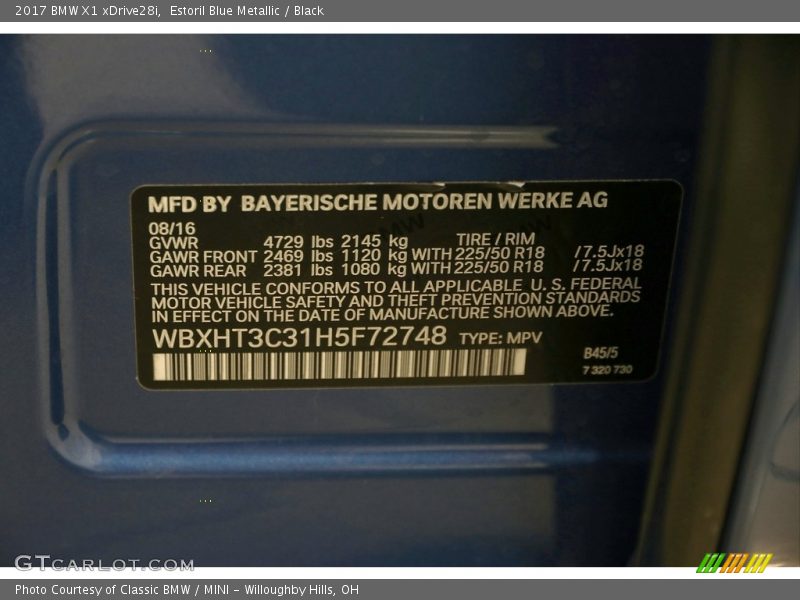 2017 BMW X1 xDrive28i, Estoril Blue Metallic / Black
MFD BY BAYERISCHE MOTOREN WERKE AG
08/16
GVWR 4729 lbs 2145 kg TIRE / RIM
GAWR FRONT 2469 lbs 1120 kg WITH 225/50 R18 /7.5Jx18
GAWR REAR 2381 lbs 1080 kg WITH 225/50 R18 /7.5Jx18
THIS VEHICLE CONFORMS TO ALL APPLICABLE U. S. FEDERAL
MOTOR VEHICLE SAFETY AND THEFT PREVENTION STANDARDS
IN EFFECT ON THE DATE OF MANUFACTURE SHOWN ABOVE.
WBXHT3C31H5F72748 TYPE: MPV
B45/5
7 320 730
GTCARLOT.COM
Photo Courtesy of Classic BMW / MINI - Willoughby Hills, OH